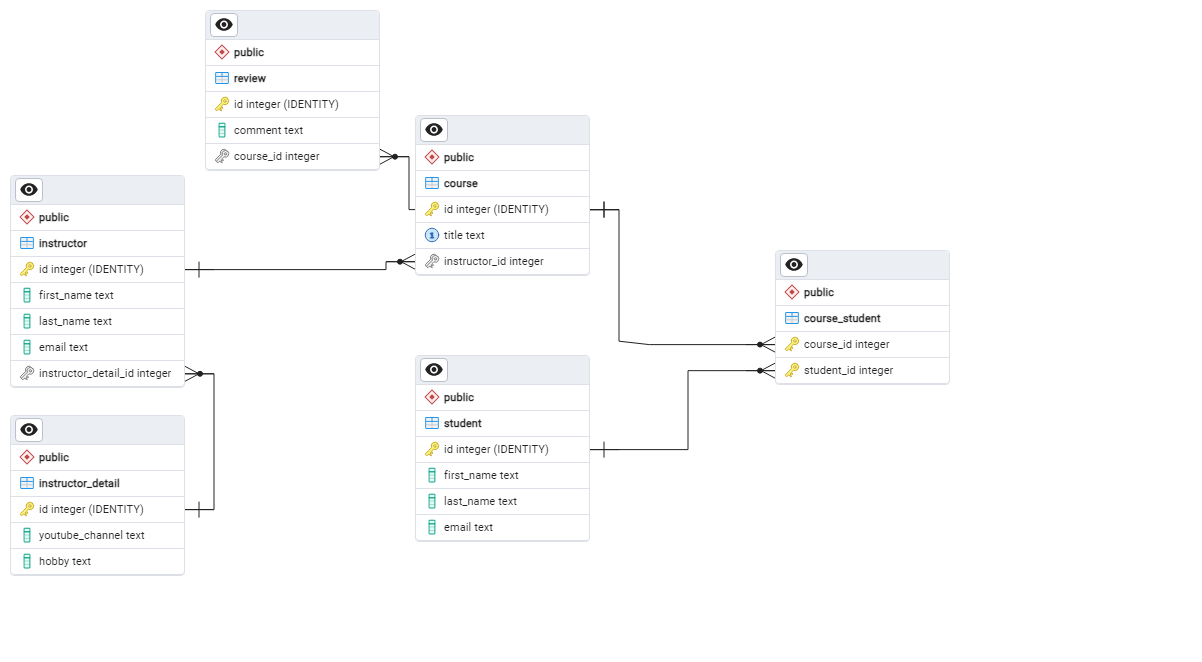 public
review
id integer (IDENTITY)
comment text
course_id integer
public
course
id integer (IDENTITY)
1 title text
instructor_id integer
public
instructor
id integer (IDENTITY)
first_name text
last_name text
email text
instructor_detail_id integer
public
course_student
course_id integer
student_id integer
public
student
id integer (IDENTITY)
first_name text
last_name text
email text
public
instructor_detail
id integer (IDENTITY)
youtube_channel text
hobby text